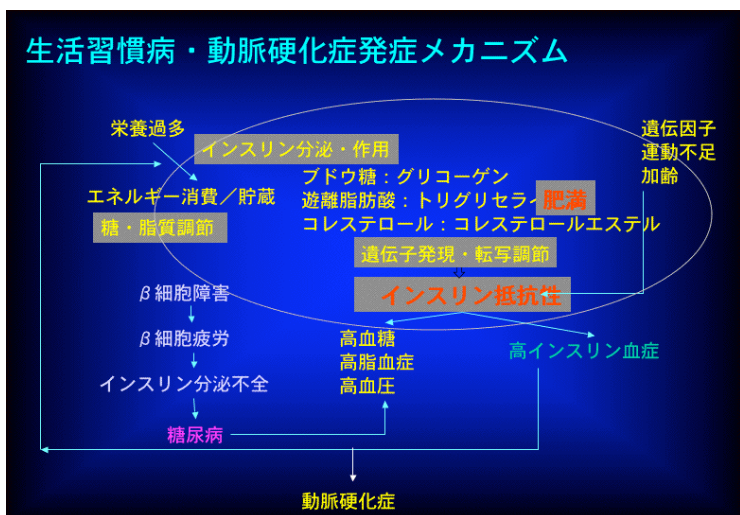 生活習慣病・動脈硬化症発症メカニズム
栄養過多
遺伝因子
運動不足
加齢
インスリン分泌・作用
ブドウ糖：グリコーゲン
エネルギー消費／貯蔵
遊離脂肪酸：トリグリセライ
肥満
糖・脂質調節
コレステロール：コレステロールエステル
遺伝子発現・転写調節
インスリン抵抗性
β細胞障害
β細胞疲労
インスリン分泌不全
糖尿病
高血糖
高脂血症
高血圧
高インスリン血症
動脈硬化症